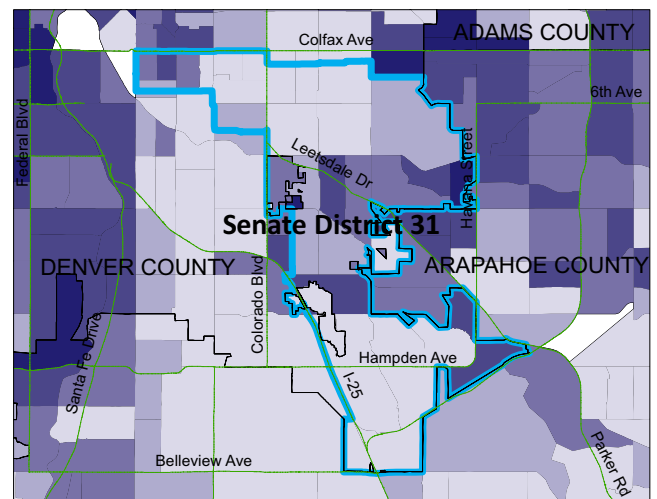 ADAMS COUNTY
Colfax Ave
6th Ave
Federal Blvd
Leetsdale Dr
Havana Street
Senate District 31
DENVER COUNTY
ARAPAHOE COUNTY
Colorado Blvd
Santa Fe Drive
Hampden Ave
I-25
Belleview Ave
Parker Rd